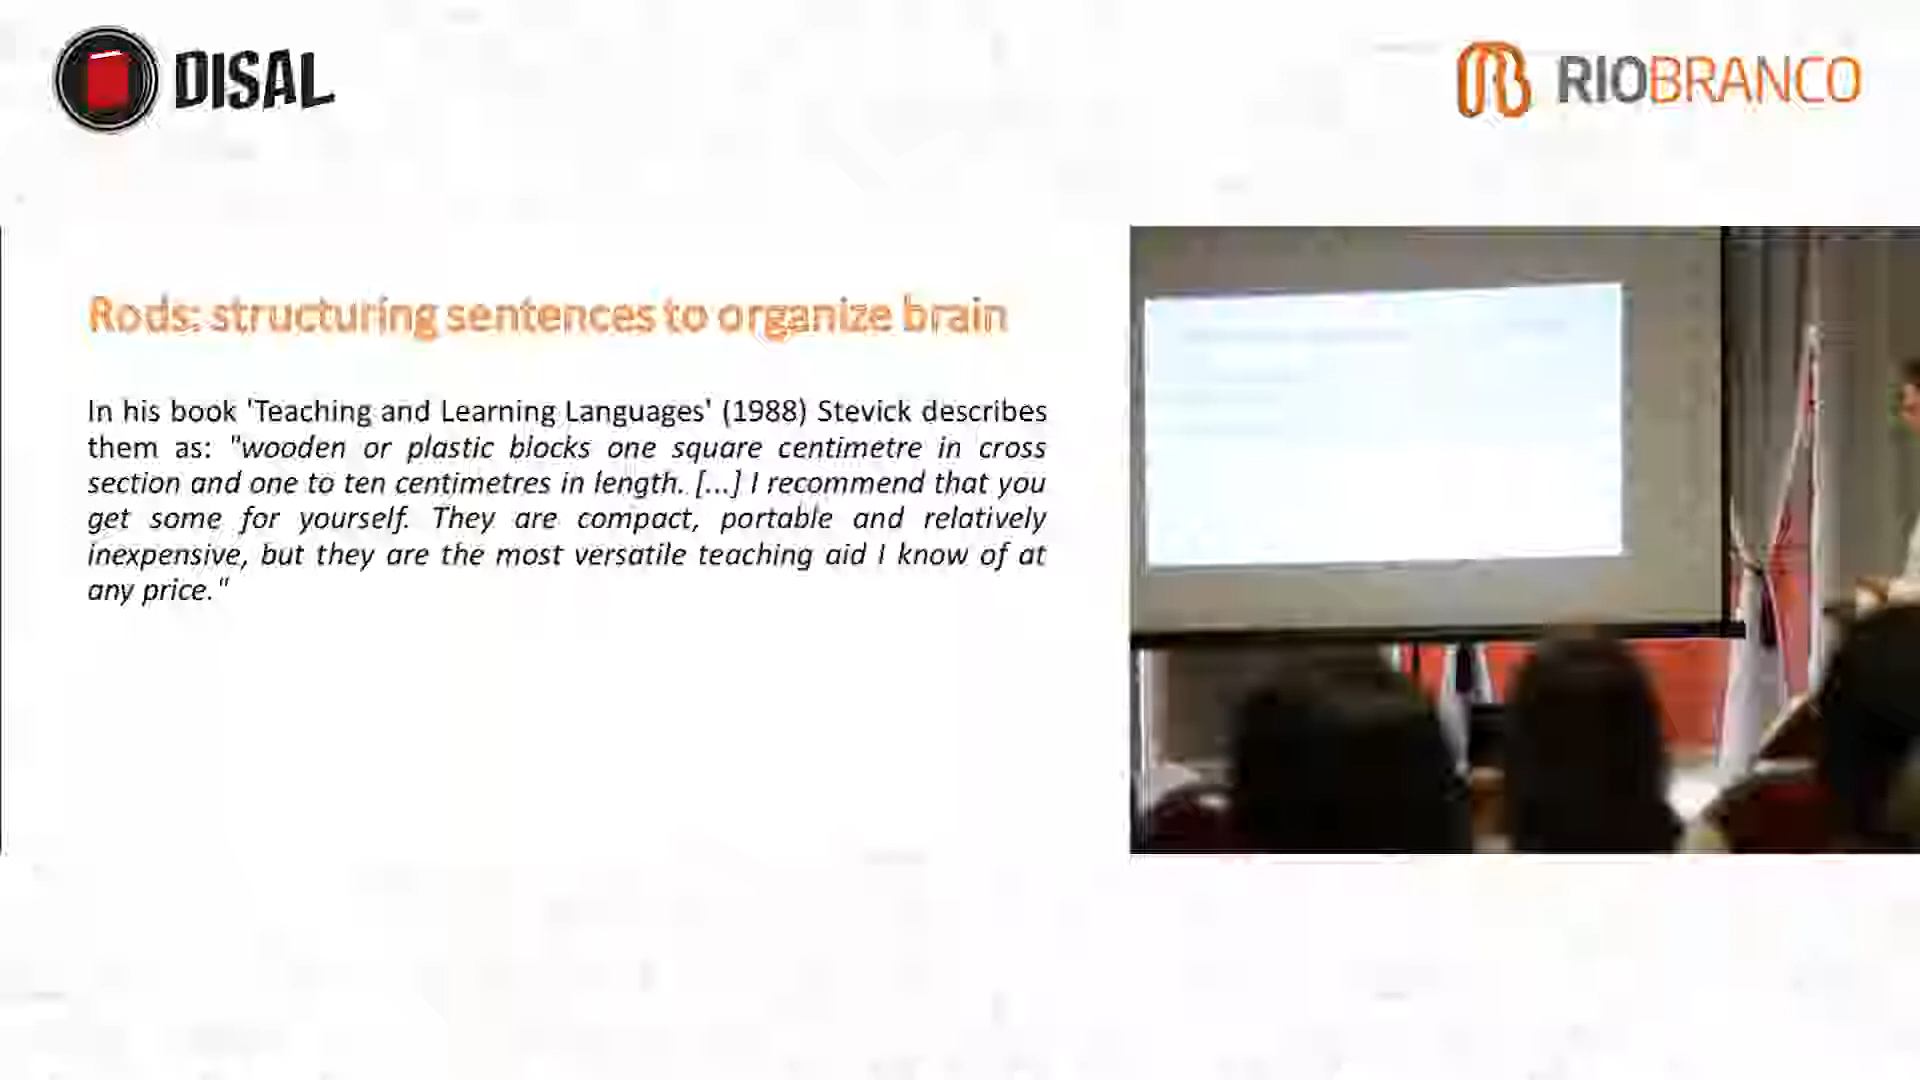 DISAL
RIOBRANCO
Rods: structuring sentences to organize brain
In his book 'Teaching and Learning Languages' (1988) Stevick describes
them as: "wooden or plastic blocks one square centimetre in cross
section and one to ten centimetres in length. [...] I recommend that you
get some for yourself. They are compact, portable and relatively
inexpensive, but they are the most versatile teaching aid I know of at
any price."